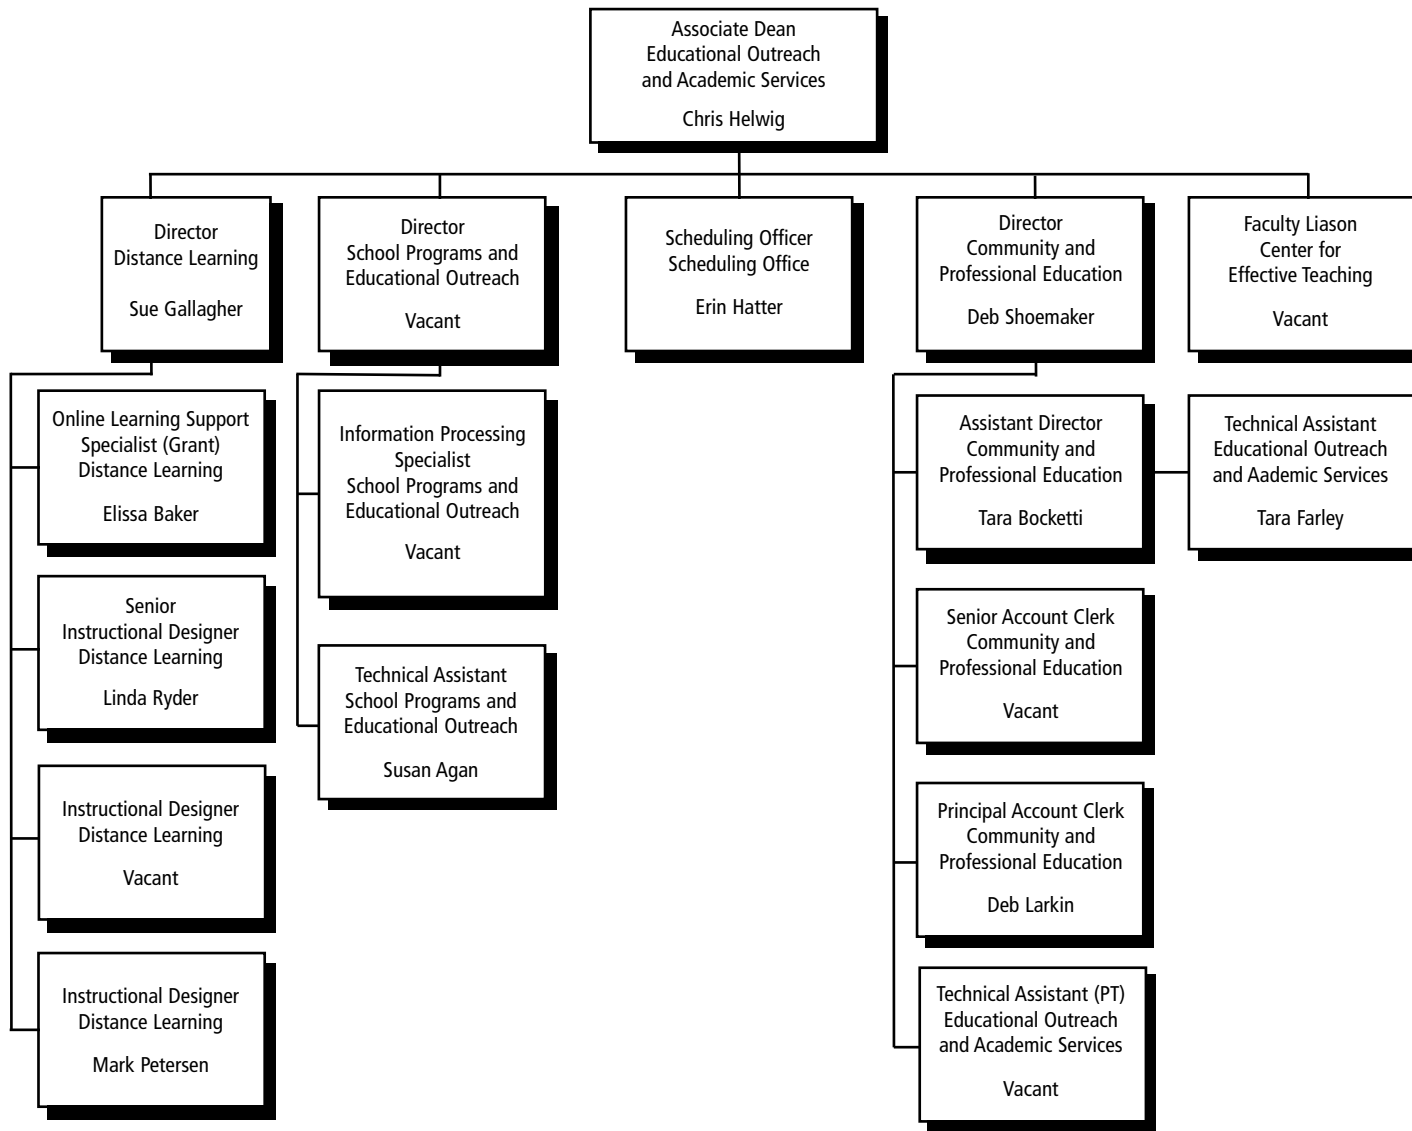 Associate Dean
Educational Outreach
and Academic Services
Chris Helwig
Director
Distance Learning
Sue Gallagher
Director
School Programs and
Educational Outreach
Vacant
Scheduling Officer
Scheduling Office
Erin Hatter
Director
Community and
Professional Education
Deb Shoemaker
Faculty Liason
Center for
Effective Teaching
Vacant
Online Learning Support
Specialist (Grant)
Distance Learning
Elissa Baker
Senior
Instructional Designer
Distance Learning
Linda Ryder
Instructional Designer
Distance Learning
Vacant
Instructional Designer
Distance Learning
Mark Petersen
Information Processing
Specialist
School Programs and
Educational Outreach
Vacant
Technical Assistant
School Programs and
Educational Outreach
Susan Agan
Assistant Director
Community and
Professional Education
Tara Bocketti
Technical Assistant
Educational Outreach
and Aademic Services
Tara Farley
Senior Account Clerk
Community and
Professional Education
Vacant
Principal Account Clerk
Community and
Professional Education
Deb Larkin
Technical Assistant (PT)
Educational Outreach
and Academic Services
Vacant